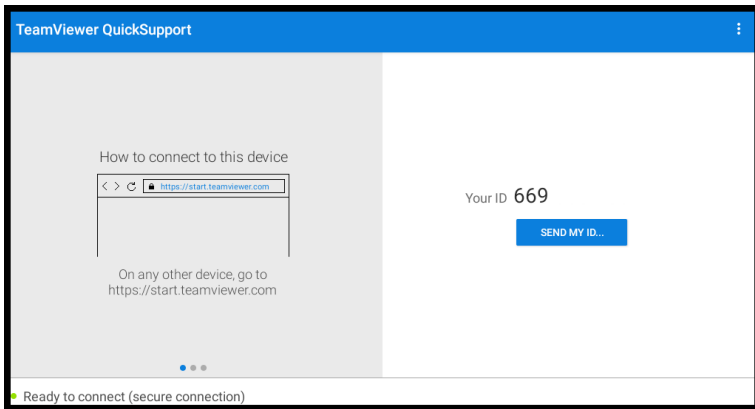 TeamViewer QuickSupport
How to connect to this device
https://start.teamviewer.com
On any other device, go to
https://start.teamviewer.com
Your ID 669
SEND MY ID...
Ready to connect (secure connection)